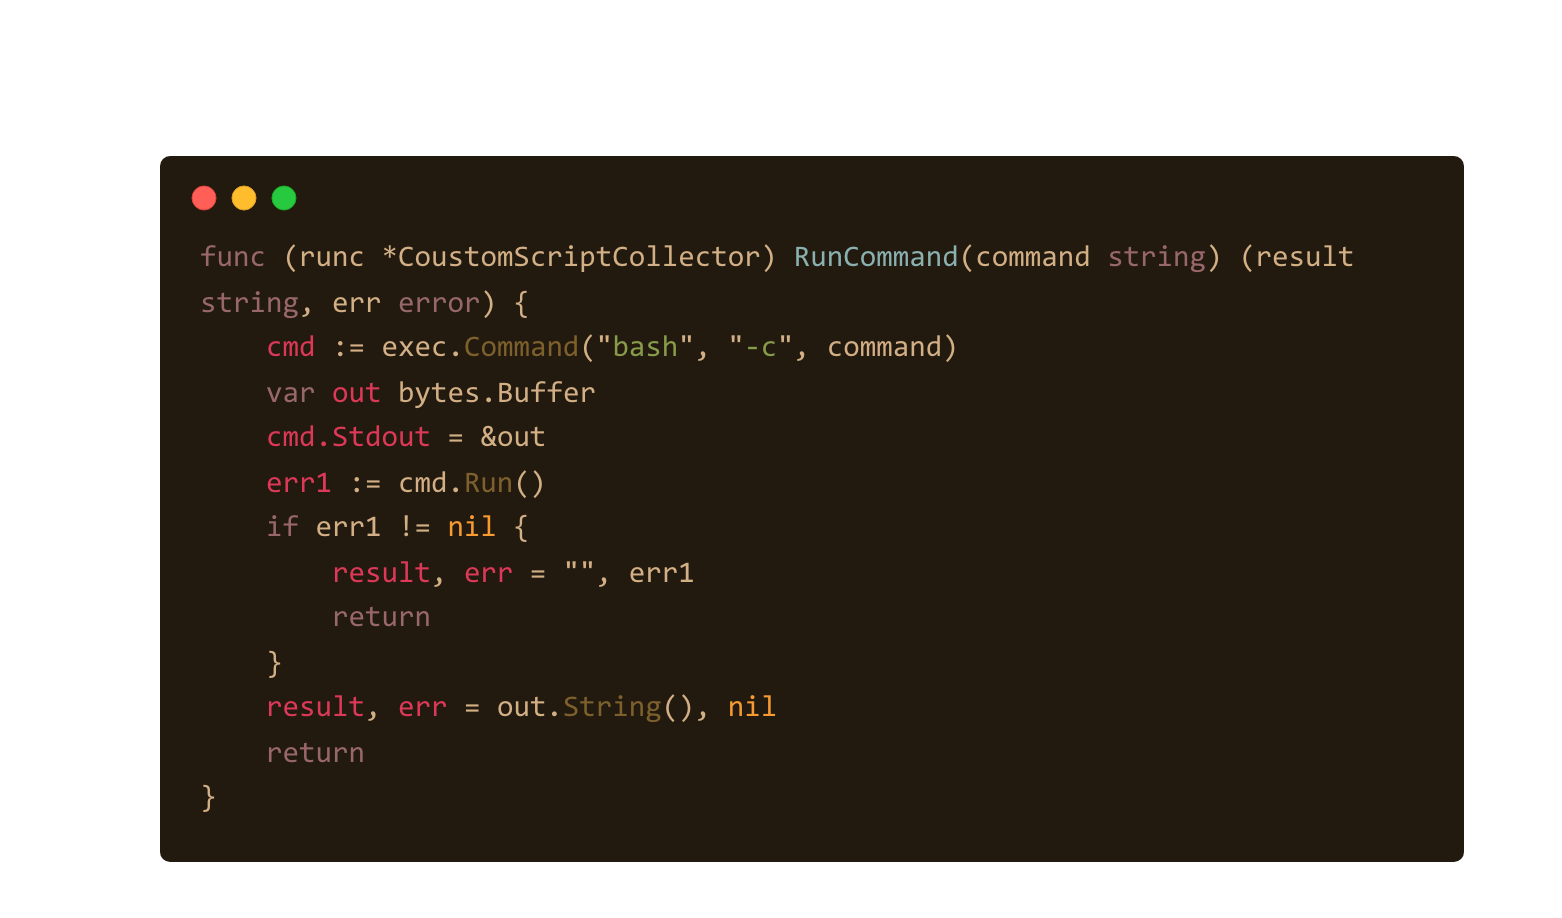 func (runc *CoustomScriptCollector) RunCommand(command string) (result
string, err error) {
    cmd := exec.Command("bash", "-c", command)
    var out bytes.Buffer
    cmd.Stdout = &out
    err1 := cmd.Run()
    if err1 != nil {
        result, err = "", err1
        return
    }
    result, err = out.String(), nil
    return
}